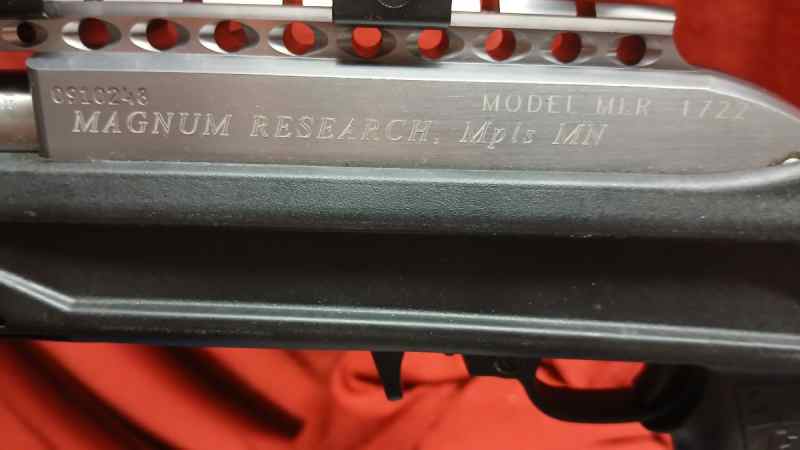 0910248 MODEL MLR 1722
MAGNUM RESEARCH, Mpls MN